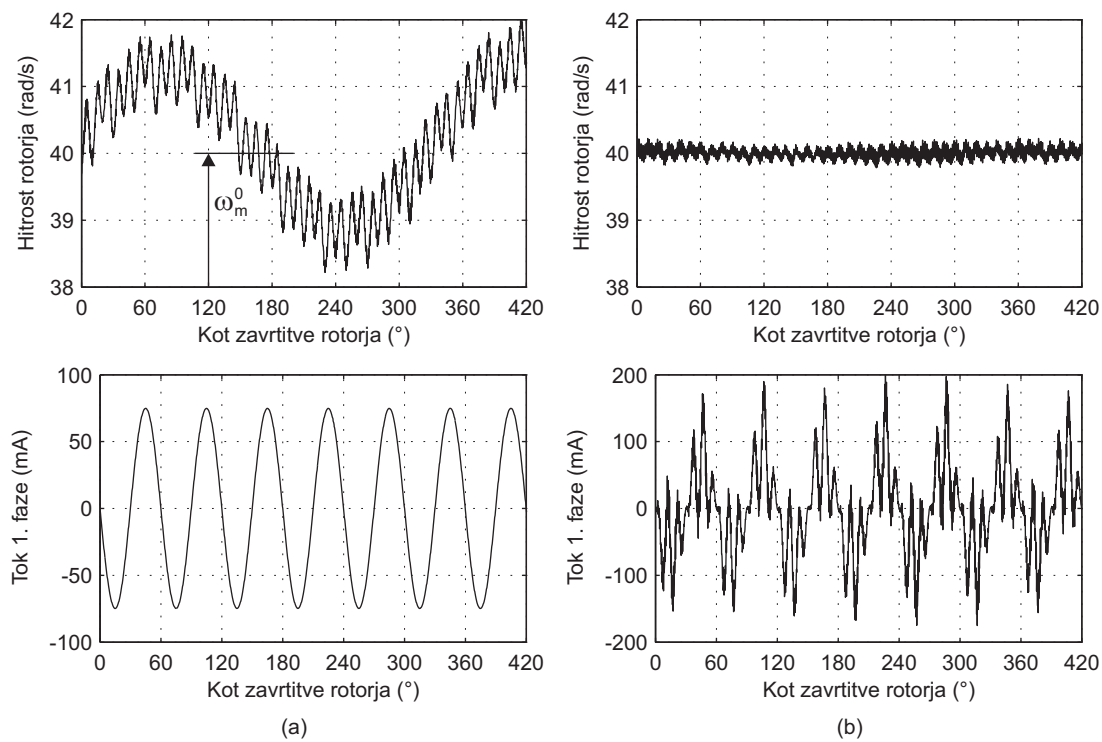 42
41
40
39
38
Hitrost rotorja (rad/s)
ω⁰ₘ
0 60 120 180 240 300 360 420
Kot zavrtitve rotorja (°)
42
41
40
39
38
Hitrost rotorja (rad/s)
0 60 120 180 240 300 360 420
Kot zavrtitve rotorja (°)
100
50
0
-50
-100
Tok 1. faze (mA)
0 60 120 180 240 300 360 420
Kot zavrtitve rotorja (°)
(a)
200
100
0
-100
-200
Tok 1. faze (mA)
0 60 120 180 240 300 360 420
Kot zavrtitve rotorja (°)
(b)